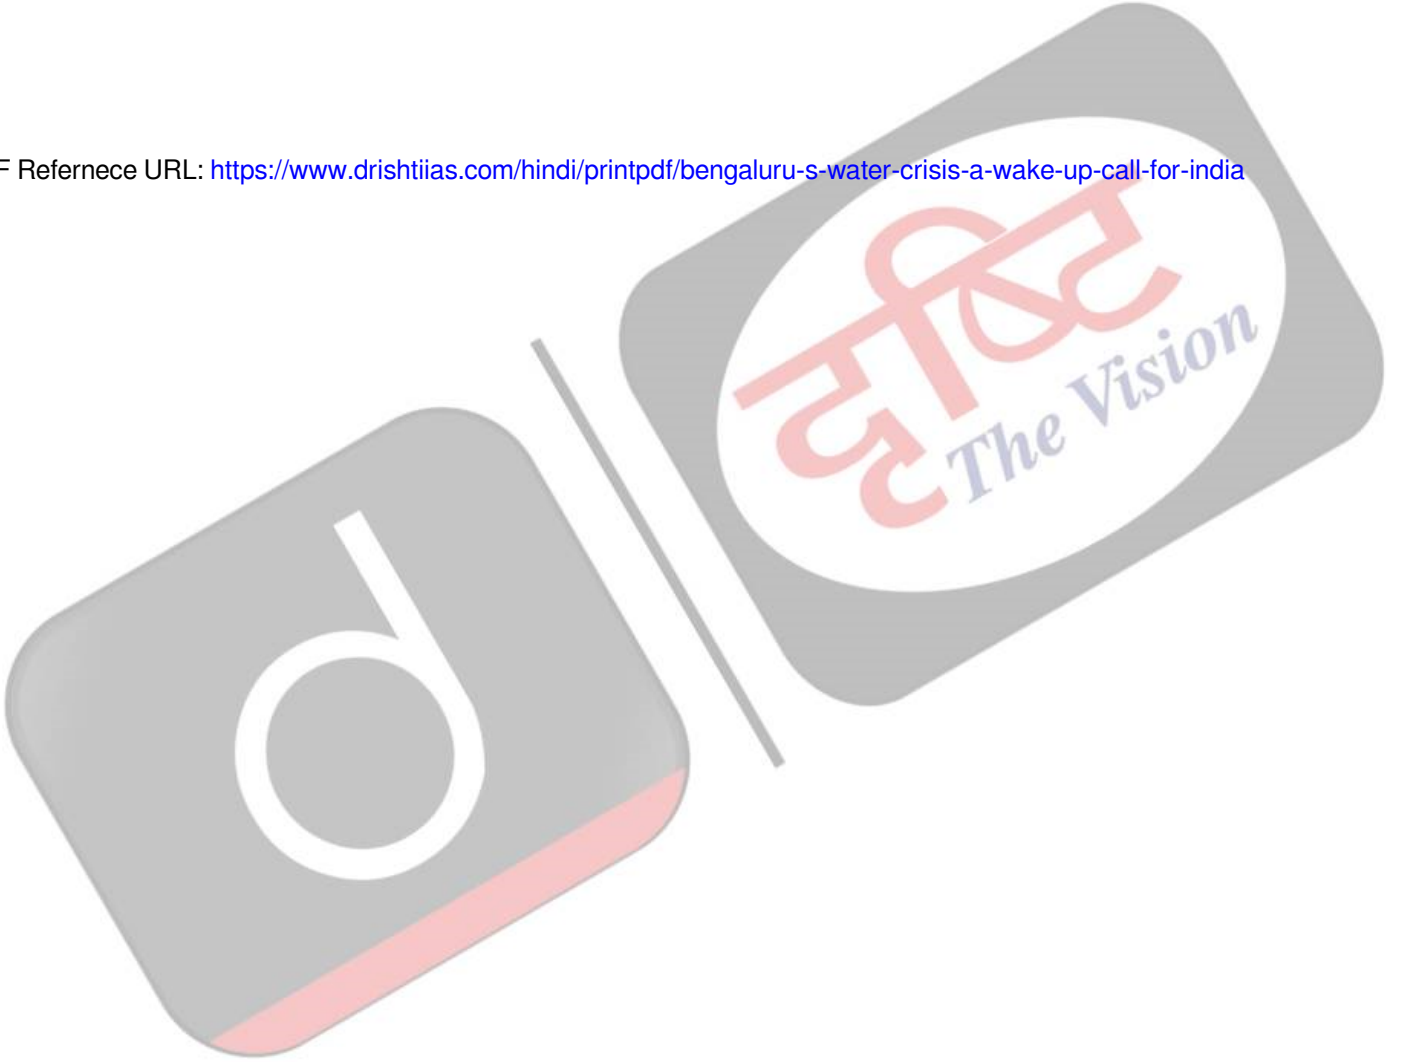 F Refernece URL: https://www.drishtiias.com/hindi/printpdf/bengaluru-s-water-crisis-a-wake-up-call-for-india
दृष्टि
The Vision
d